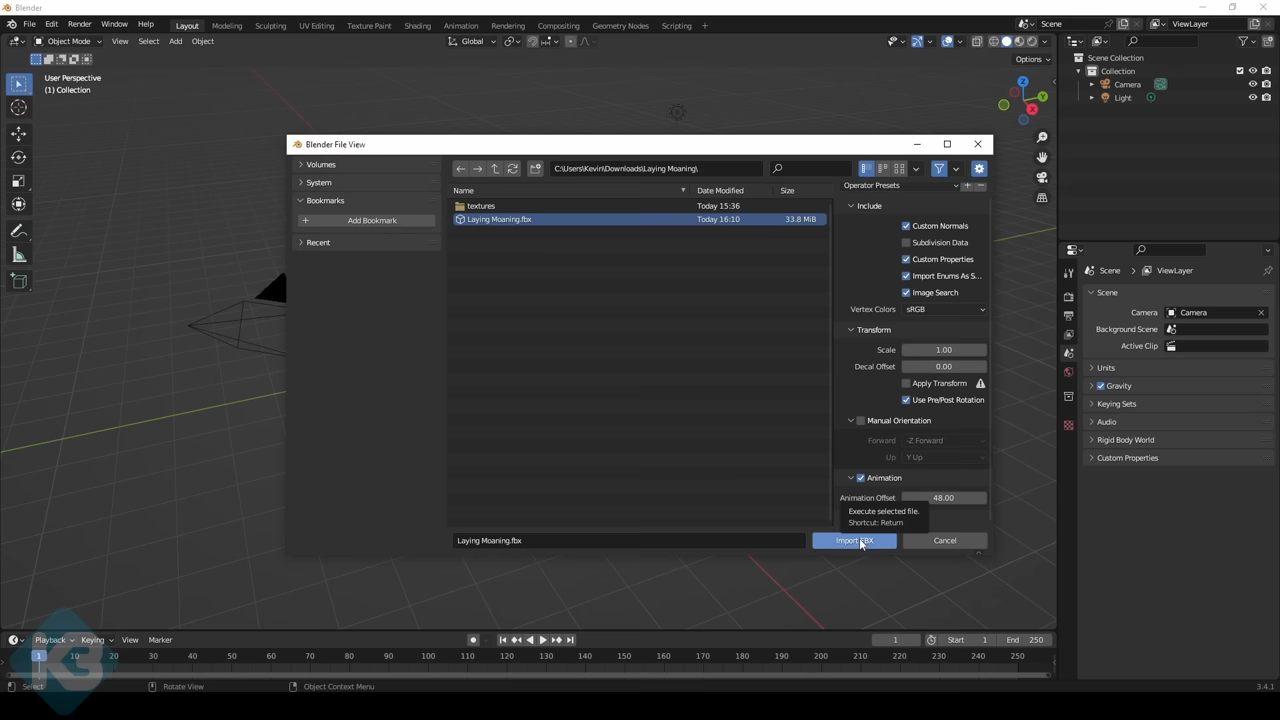 Blender
File Edit Render Window Help Layout Modeling Sculpting UV Editing Texture Paint Shading Animation Rendering Compositing Geometry Nodes Scripting Scene ViewLayer
Object Mode View Select Add Object Global
Options
User Perspective
(1) Collection
X
Y
Z
Scene Collection
Collection
Camera
Light
Blender File View
Volumes
System
Bookmarks
Add Bookmark
Recent
C:\Users\Kevin\Downloads\Laying Moaning\
Name Date Modified Size
textures Today 15:36
Laying Moaning.fbx Today 16:10 33.8 MiB
Operator Presets
Include
Custom Normals
Subdivision Data
Custom Properties
Import Enums As S...
Image Search
Vertex Colors sRGB
Transform
Scale 1.00
Decal Offset 0.00
Apply Transform
Use Pre/Post Rotation
Manual Orientation
Forward -Z Forward
Up Y Up
Animation
Animation Offset 48.00
Execute selected file.
Shortcut: Return
Laying Moaning.fbx Import FBX Cancel
Scene ViewLayer
Scene
Camera Camera
Background Scene
Active Clip
Units
Gravity
Keying Sets
Audio
Rigid Body World
Custom Properties
Playback Keying View Marker 1 Start 1 End 250
1 10 20 30 40 50 60 70 80 90 100 110 120 130 140 150 160 170 180 190 200 210 220 230 240 250
Select Rotate View Object Context Menu 3.4.1
K3